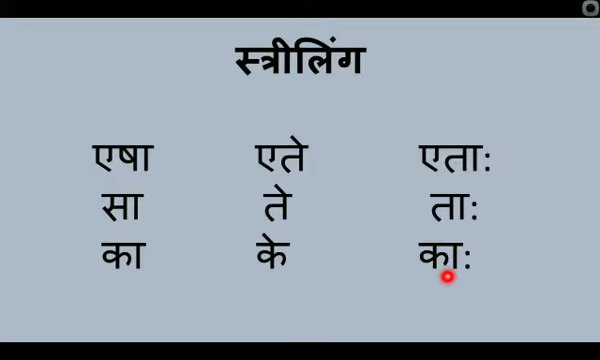 स्त्रीलिंग
एषा एते एता:
सा ते ता:
का के का: